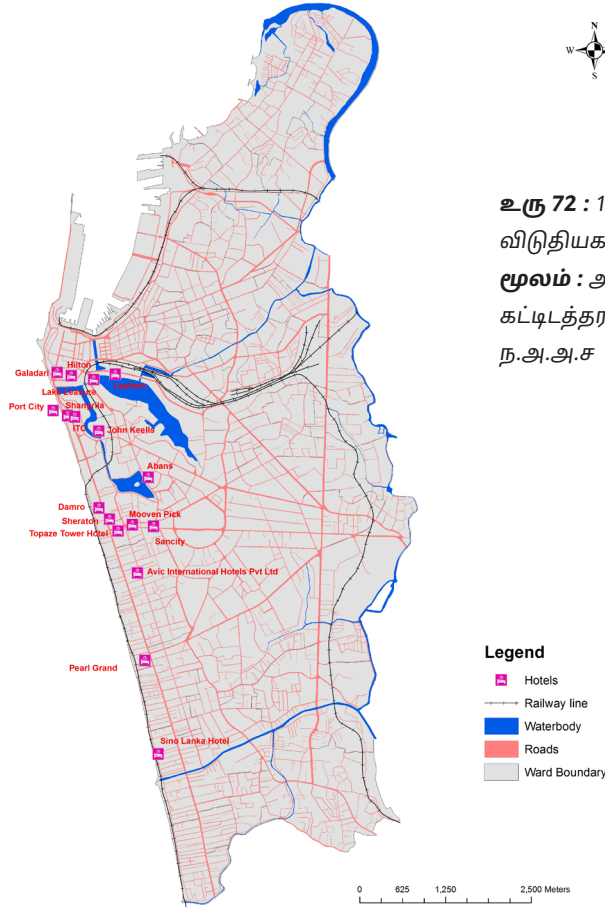 N
W
S
உரு 72 : 1
விடுதியக
மூலம் : அ
கட்டிடத்தர
ந.அ.அ.ச
Hilton
Galadari
Lake Leasure
Port City
Shanarila
ITC
John Keells
Abans
Damro
Mooven Pick
Sheraton
Topaze Tower Hotel
Sancity
Avic International Hotels Pvt Ltd
Pearl Grand
Sino Lanka Hotel
Legend
Hotels
Railway line
Waterbody
Roads
Ward Boundary
0 625 1,250 2,500 Meters